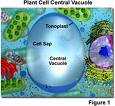 Plant Cell Central Vacuole
Tonoplast
Cell Sap
Central
Vacuole
Figure 1